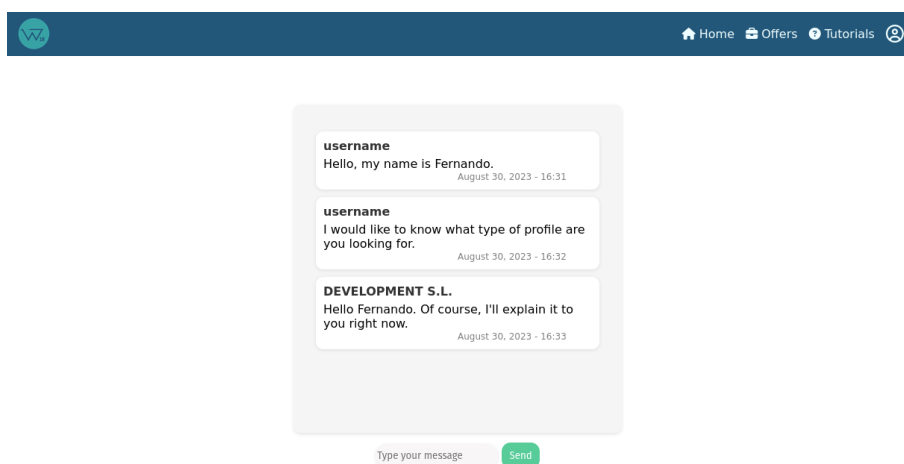 Home Offers Tutorials
username
Hello, my name is Fernando.
August 30, 2023 - 16:31
username
I would like to know what type of profile are
you looking for.
August 30, 2023 - 16:32
DEVELOPMENT S.L.
Hello Fernando. Of course, I'll explain it to
you right now.
August 30, 2023 - 16:33
Type your message Send